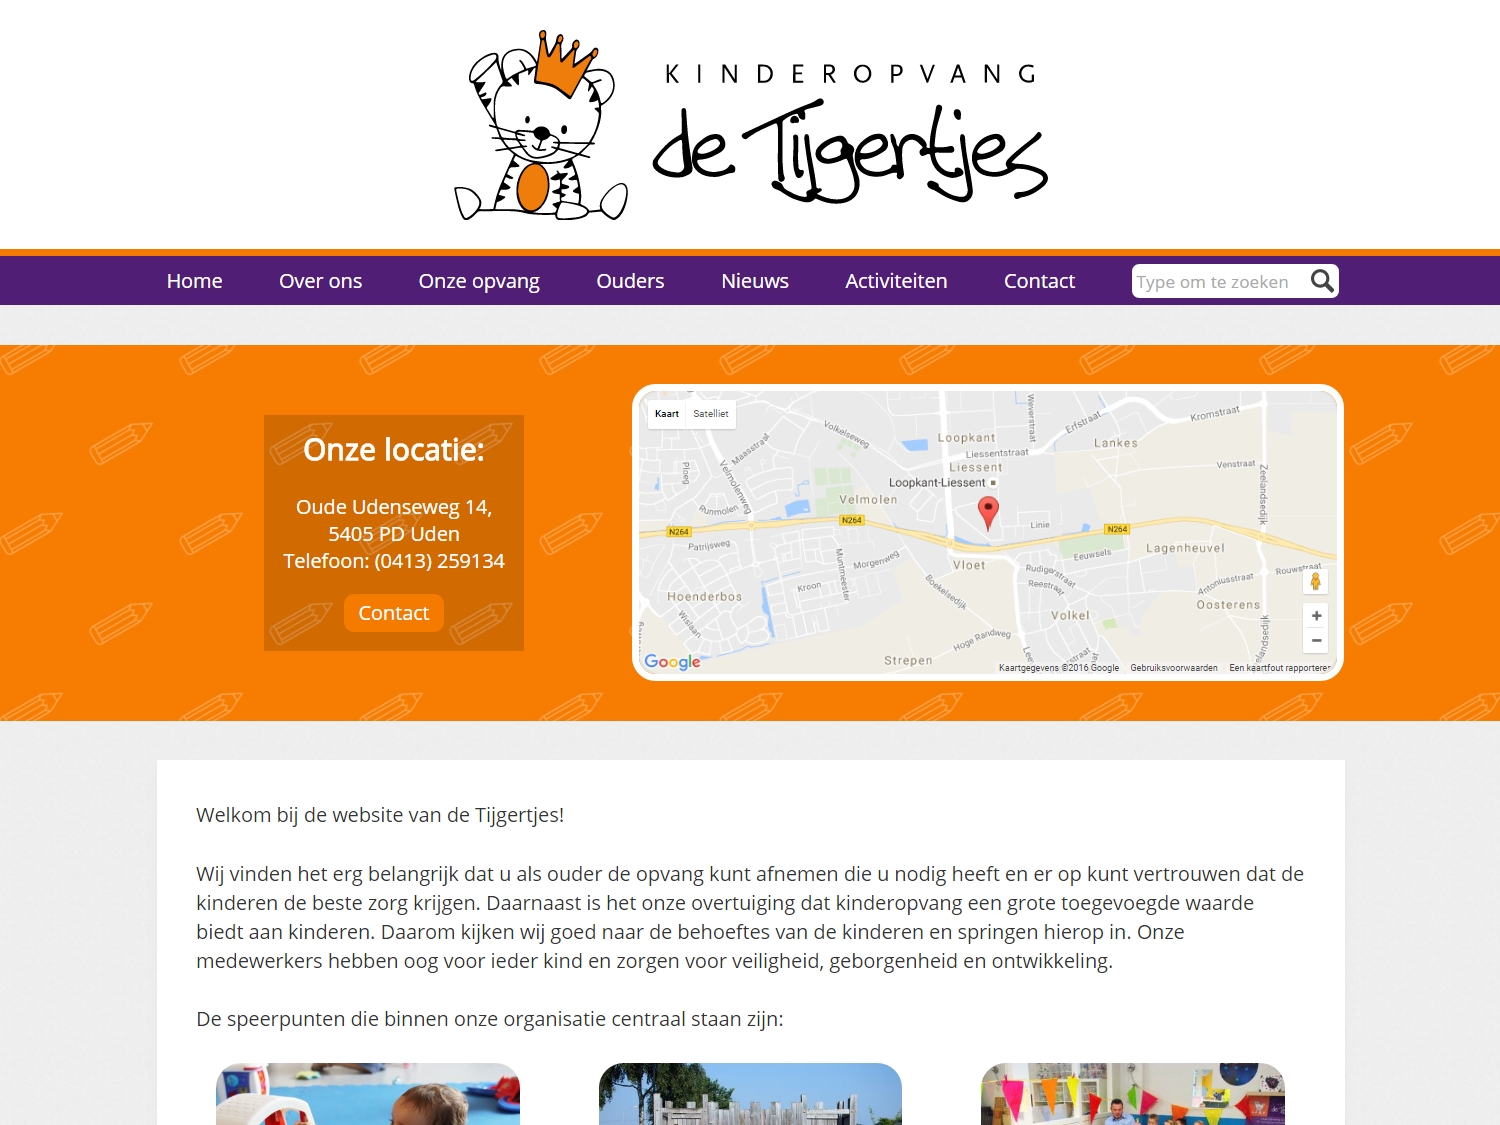 KINDEROPVANG
de Tijgertjes
Home Over ons Onze opvang Ouders Nieuws Activiteiten Contact Type om te zoeken
Onze locatie:
Oude Udenseweg 14,
5405 PD Uden
Telefoon: (0413) 259134
Contact
Kaart Satelliet
Kromstraat
Weverstraat
Erfstraat
Volkelseweg
Loopkant
Lankes
Maasstraat
Liessentstraat
Liessent
Venstraat
Ploeg
Velmolenweg
Zeelandsedijk
Loopkant-Liessent
Velmolen
Runmolen
N264
Linie
N264
N264
Patrijsweg
Lagenheuvel
Eeuwsels
Muntmeester
Morgenweg
Vloet
Rudigerstraat
Rouwstraat
Antoniusstraat
Reestraat
Boekelsedijk
Kroon
Hoenderbos
Oosterens
Wislaan
Volkel
Hoge Randweg
Strepen
Google
Kaartgegevens ©2016 Google Gebruiksvoorwaarden Een kaartfout rapporteren
Welkom bij de website van de Tijgertjes!
Wij vinden het erg belangrijk dat u als ouder de opvang kunt afnemen die u nodig heeft en er op kunt vertrouwen dat de
kinderen de beste zorg krijgen. Daarnaast is het onze overtuiging dat kinderopvang een grote toegevoegde waarde
biedt aan kinderen. Daarom kijken wij goed naar de behoeftes van de kinderen en springen hierop in. Onze
medewerkers hebben oog voor ieder kind en zorgen voor veiligheid, geborgenheid en ontwikkeling.
De speerpunten die binnen onze organisatie centraal staan zijn: